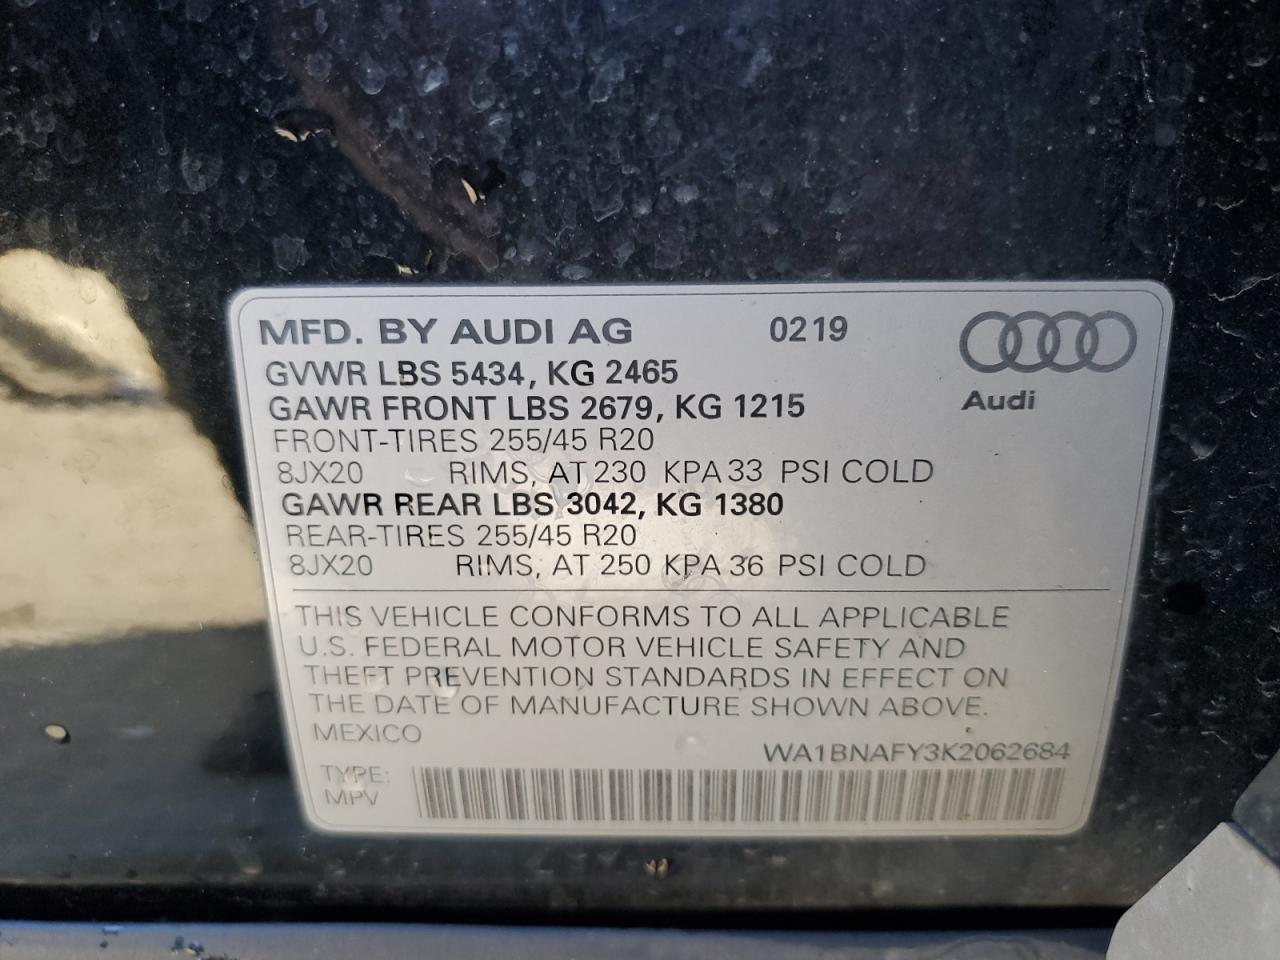 MFD. BY AUDI AG 0219
GVWR LBS 5434, KG 2465
GAWR FRONT LBS 2679, KG 1215
Audi
FRONT-TIRES 255/45 R20
8JX20 RIMS, AT 230 KPA 33 PSI COLD
GAWR REAR LBS 3042, KG 1380
REAR-TIRES 255/45 R20
8JX20 RIMS, AT 250 KPA 36 PSI COLD
THIS VEHICLE CONFORMS TO ALL APPLICABLE
U.S. FEDERAL MOTOR VEHICLE SAFETY AND
THEFT PREVENTION STANDARDS IN EFFECT ON
THE DATE OF MANUFACTURE SHOWN ABOVE.
MEXICO
WA1BNAFY3K2062684
TYPE:
MPV